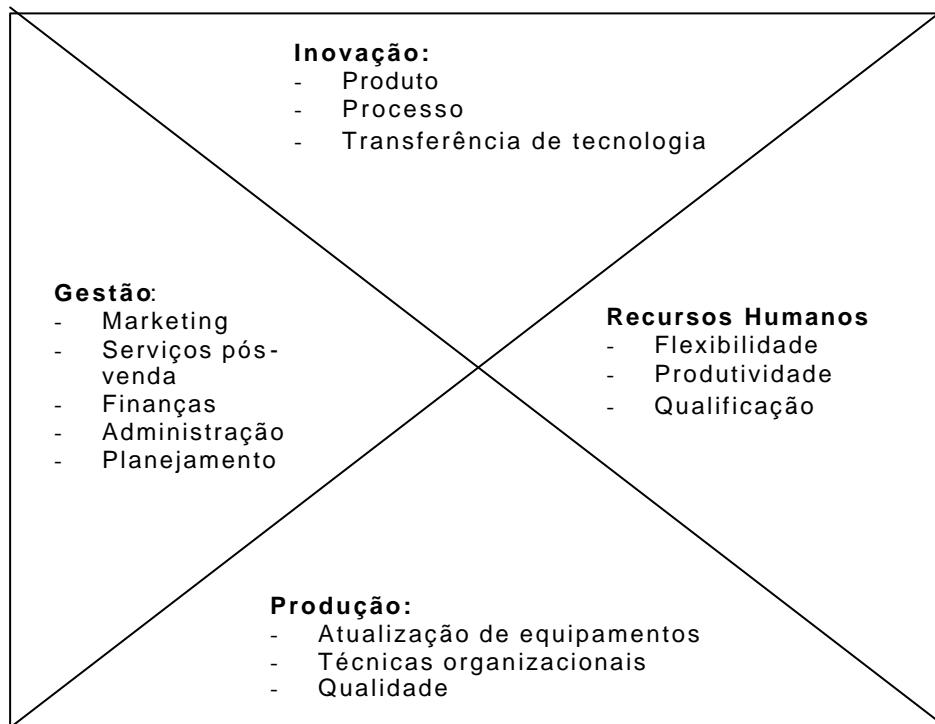 Inovação:
- Produto
- Processo
- Transferência de tecnologia
Gestão:
- Marketing
- Serviços pós-
venda
- Finanças
- Administração
- Planejamento
Recursos Humanos
- Flexibilidade
- Produtividade
- Qualificação
Produção:
- Atualização de equipamentos
- Técnicas organizacionais
- Qualidade